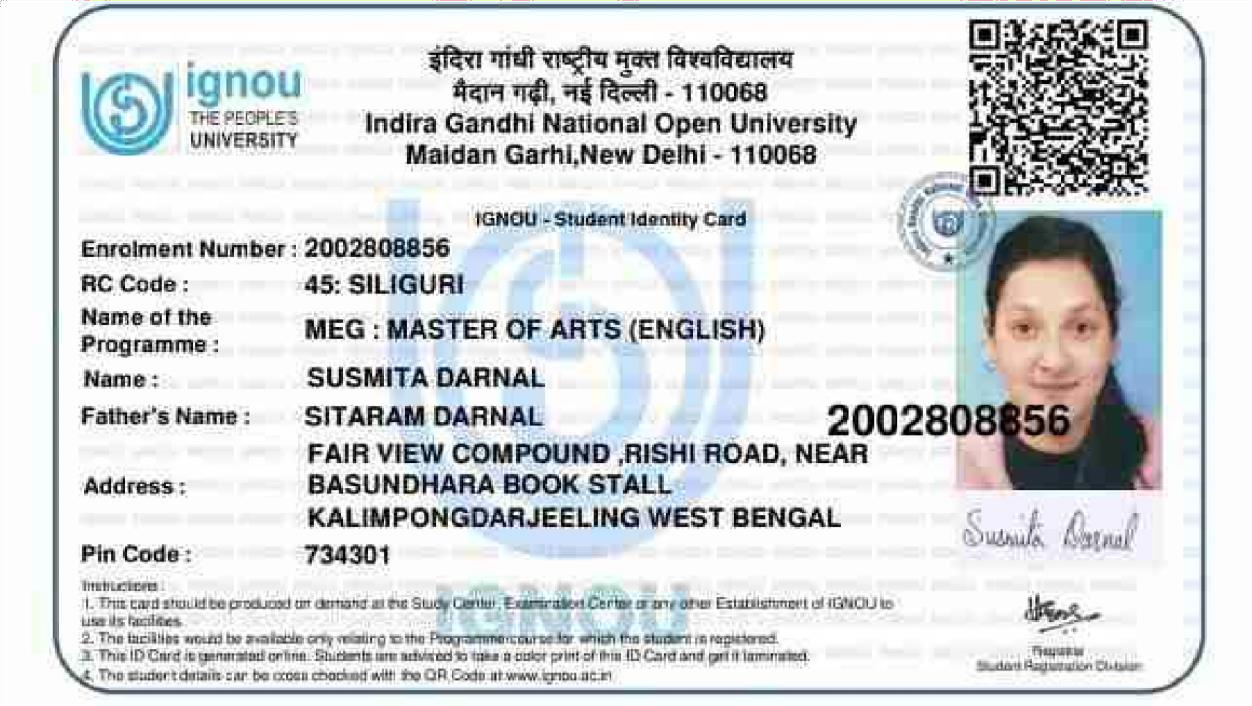 ignou
THE PEOPLE'S
UNIVERSITY
इंदिरा गांधी राष्ट्रीय मुक्त विश्वविद्यालय
मैदान गढ़ी, नई दिल्ली - 110068
Indira Gandhi National Open University
Maidan Garhi,New Delhi - 110068
IGNOU - Student Identity Card
Enrolment Number : 2002808856
RC Code : 45: SILIGURI
Name of the
Programme : MEG : MASTER OF ARTS (ENGLISH)
Name : SUSMITA DARNAL
Father's Name : SITARAM DARNAL
2002808856
FAIR VIEW COMPOUND ,RISHI ROAD, NEAR
Address : BASUNDHARA BOOK STALL
KALIMPONGDARJEELING WEST BENGAL
Pin Code : 734301
Susmita Darnal
IGNOU
Instructions :
1. This card should be produced on demand at the Study Center, Examination Center or any other Establishment of IGNOU to
use its facilities.
2. The facilities would be available only relating to the Programme/course for which the student is registered.
3. This ID Card is generated online. Students are advised to take a color print of this ID Card and get it laminated.
4. The student details can be cross checked with the QR Code at www.ignou.ac.in
Registrar
Student Registration Division